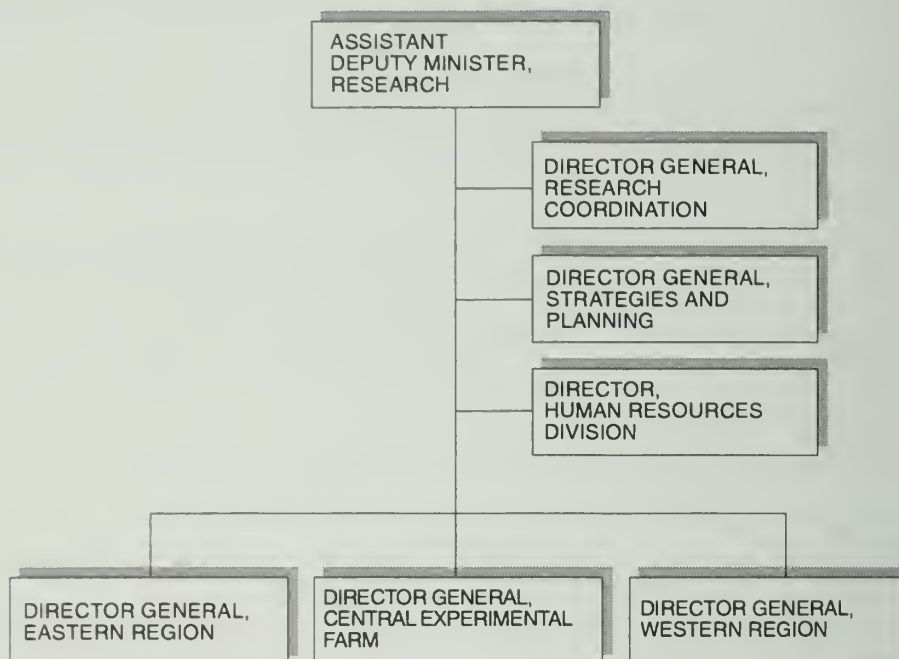 ASSISTANT
DEPUTY MINISTER,
RESEARCH
DIRECTOR GENERAL,
RESEARCH
COORDINATION
DIRECTOR GENERAL,
STRATEGIES AND
PLANNING
DIRECTOR,
HUMAN RESOURCES
DIVISION
DIRECTOR GENERAL,
EASTERN REGION
DIRECTOR GENERAL,
CENTRAL EXPERIMENTAL
FARM
DIRECTOR GENERAL,
WESTERN REGION